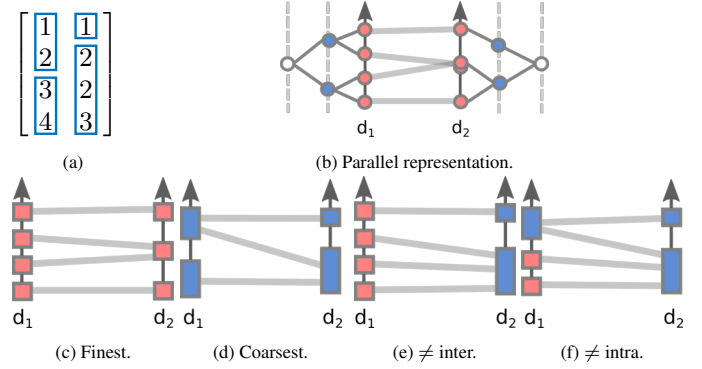 1 1
2 2
3 2
4 3
(a)
d1 d2
(b) Parallel representation.
d1 d2 d1 d2 d1 d2 d1 d2
(c) Finest. (d) Coarsest. (e) ≠ inter. (f) ≠ intra.